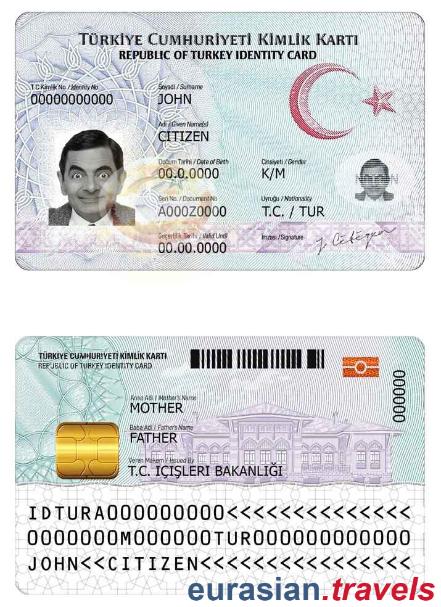 TÜRKİYE CUMHURİYETİ KİMLİK KARTI
REPUBLIC OF TURKEY IDENTITY CARD
T.C. Kimlik No / Identity No
00000000000
Soyadı / Surname
JOHN
Adı / Given Name(s)
CITIZEN
Doğum Tarihi / Date of Birth
00.0.0000
Cinsiyeti / Gender
K/M
Seri No. / Document No
A000Z0000
Uyruğu / Nationality
T.C. / TUR
Geçerlilik Tarihi / Valid Until
00.00.0000
İmzası / Signature
TÜRKİYE CUMHURİYETİ KİMLİK KARTI
REPUBLIC OF TURKEY IDENTITY CARD
000000
Anne Adı / Mother's Name
MOTHER
Baba Adı / Father's Name
FATHER
Veren Makam / Issued By
T.C. İÇİŞLERİ BAKANLIĞI
IDTURA000000000<<<<<<<<<<<<<<<
0000000M000000TUR0000000000000
JOHN<<CITIZEN<<<<<<<<<<<<<<<<<
eurasian.travels